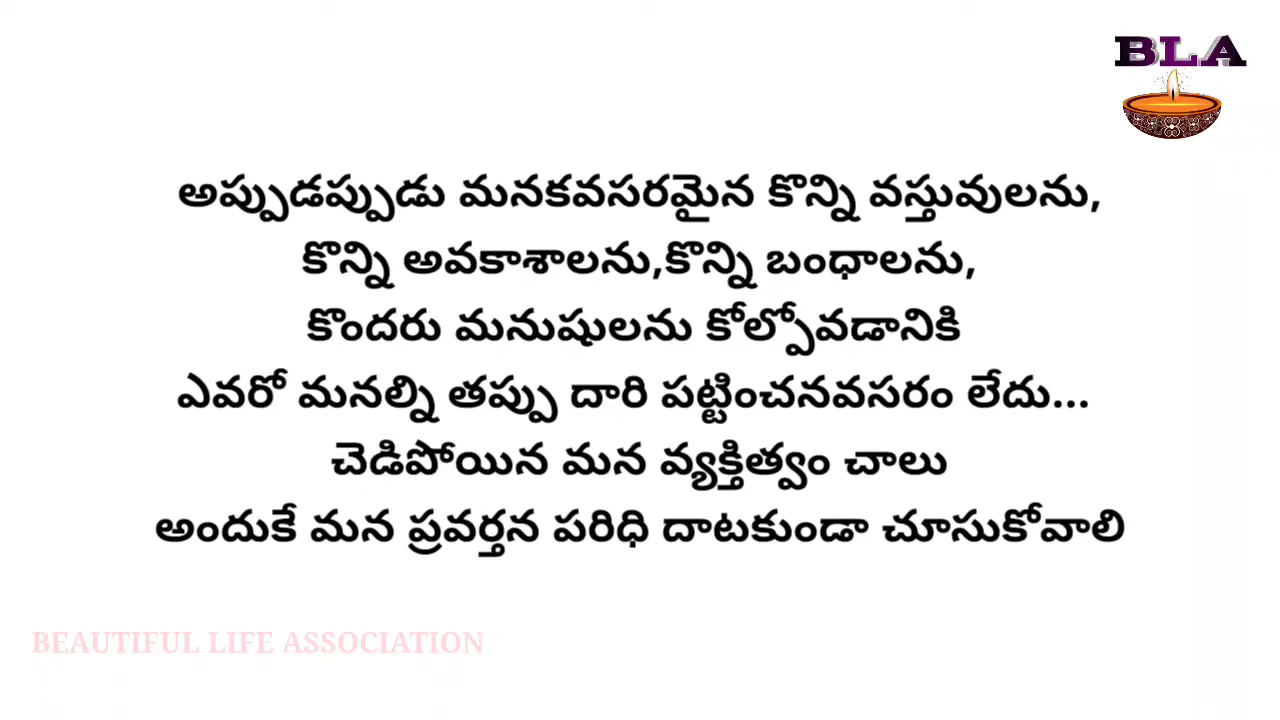 BLA
అప్పుడప్పుడు మనకవసరమైన కొన్ని వస్తువులను,
కొన్ని అవకాశాలను,కొన్ని బంధాలను,
కొందరు మనుషులను కోల్పోవడానికి
ఎవరో మనల్ని తప్పు దారి పట్టించనవసరం లేదు...
చెడిపోయిన మన వ్యక్తిత్వం చాలు
అందుకే మన ప్రవర్తన పరిధి దాటకుండా చూసుకోవాలి
BEAUTIFUL LIFE ASSOCIATION